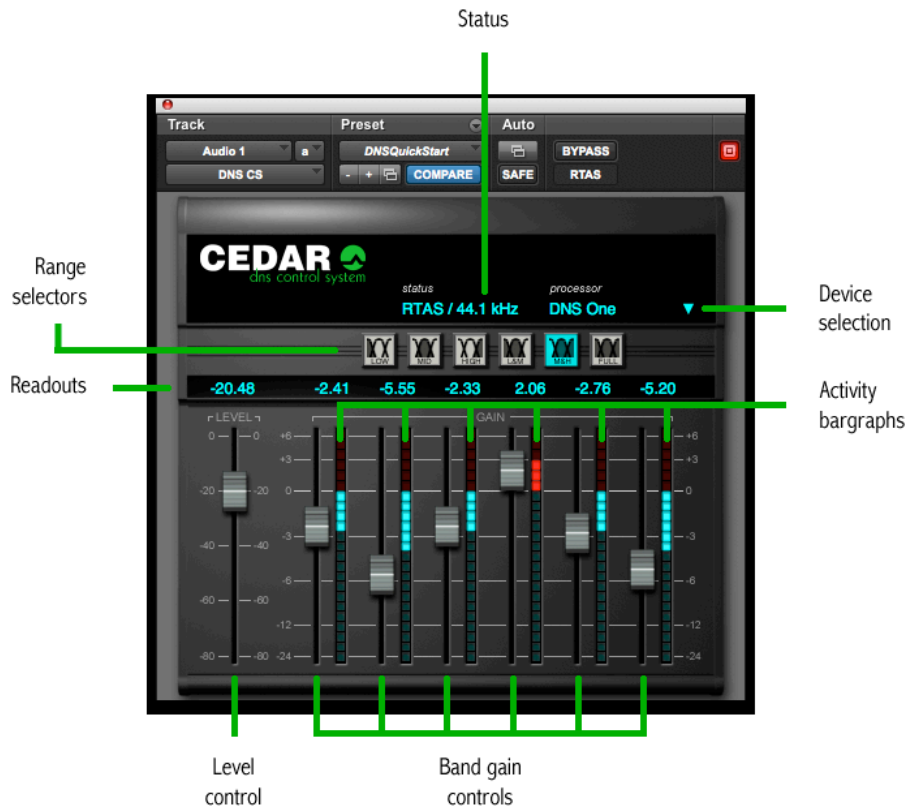 Status
Track Preset Auto
Audio 1 a DNSQuickStart BYPASS
DNS CS - + COMPARE SAFE RTAS
CEDAR
dns control system
status processor
RTAS / 44.1 kHz DNS One
Range
selectors
Device
selection
LOW MID HIGH L&M M&H FULL
Readouts
-20.48 -2.41 -5.55 -2.33 2.06 -2.76 -5.20
Activity
bargraphs
LEVEL GAIN
0 0 +6 +6
+3 +3
-20 -20 0 0
-40 -40 -3 -3
-6 -6
-60 -60
-12 -12
-80 -80 -24 -24
Level
control
Band gain
controls